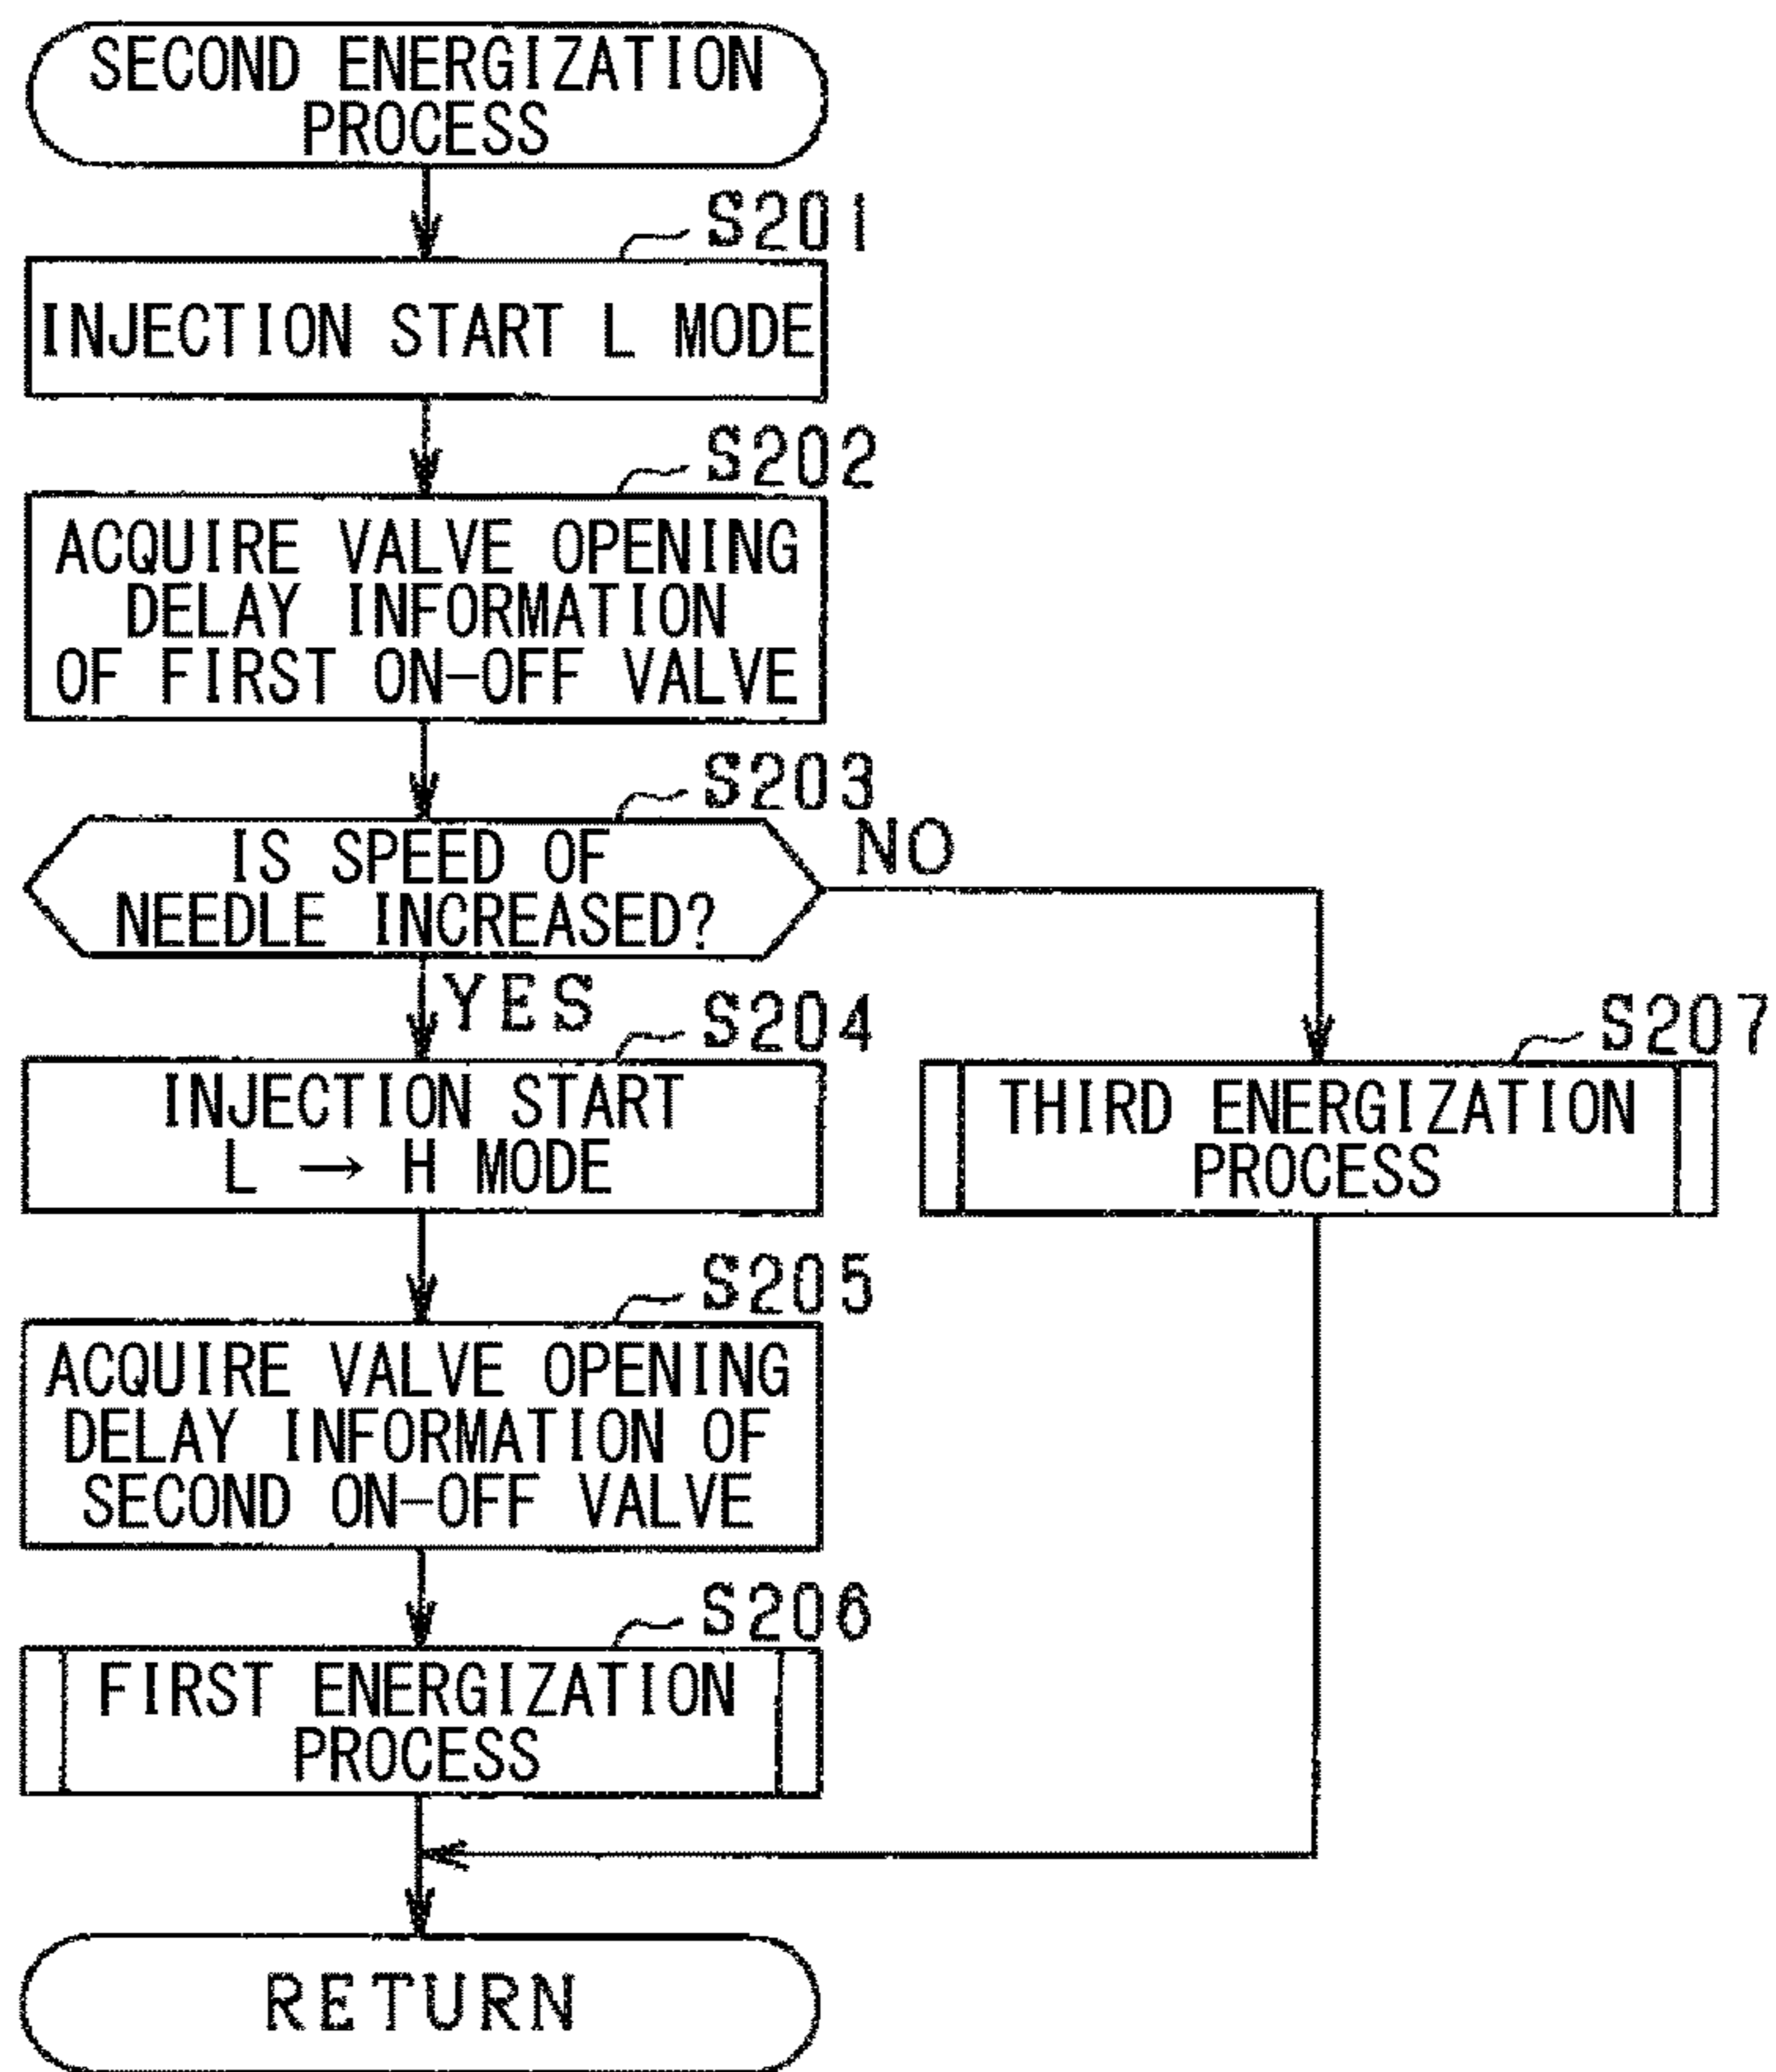 SECOND ENERGIZATION
PROCESS
S201
INJECTION START L MODE
S202
ACQUIRE VALVE OPENING
DELAY INFORMATION
OF FIRST ON-OFF VALVE
S203
IS SPEED OF
NEEDLE INCREASED?
NO
YES
S204
INJECTION START
L → H MODE
S207
THIRD ENERGIZATION
PROCESS
S205
ACQUIRE VALVE OPENING
DELAY INFORMATION OF
SECOND ON-OFF VALVE
S206
FIRST ENERGIZATION
PROCESS
RETURN